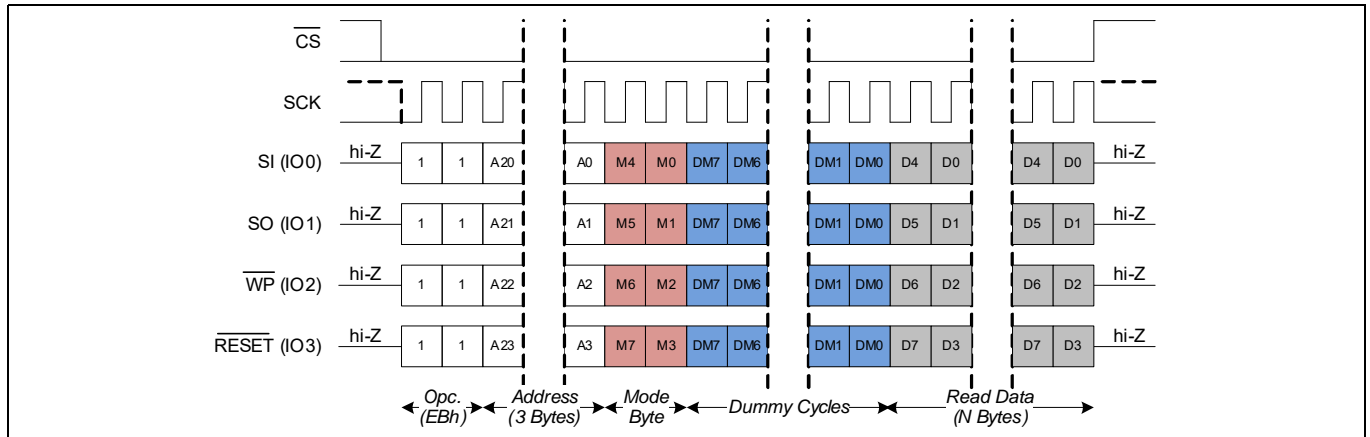 CS
SCK
SI (IO0) hi-Z 1 1 A20 A0 M4 M0 DM7 DM6 DM1 DM0 D4 D0 D4 D0 hi-Z
SO (IO1) hi-Z 1 1 A21 A1 M5 M1 DM7 DM6 DM1 DM0 D5 D1 D5 D1 hi-Z
WP (IO2) hi-Z 1 1 A22 A2 M6 M2 DM7 DM6 DM1 DM0 D6 D2 D6 D2 hi-Z
RESET (IO3) hi-Z 1 1 A23 A3 M7 M3 DM7 DM6 DM1 DM0 D7 D3 D7 D3 hi-Z
Opc. Address Mode Dummy Cycles Read Data
(EBh) (3 Bytes) Byte (N Bytes)